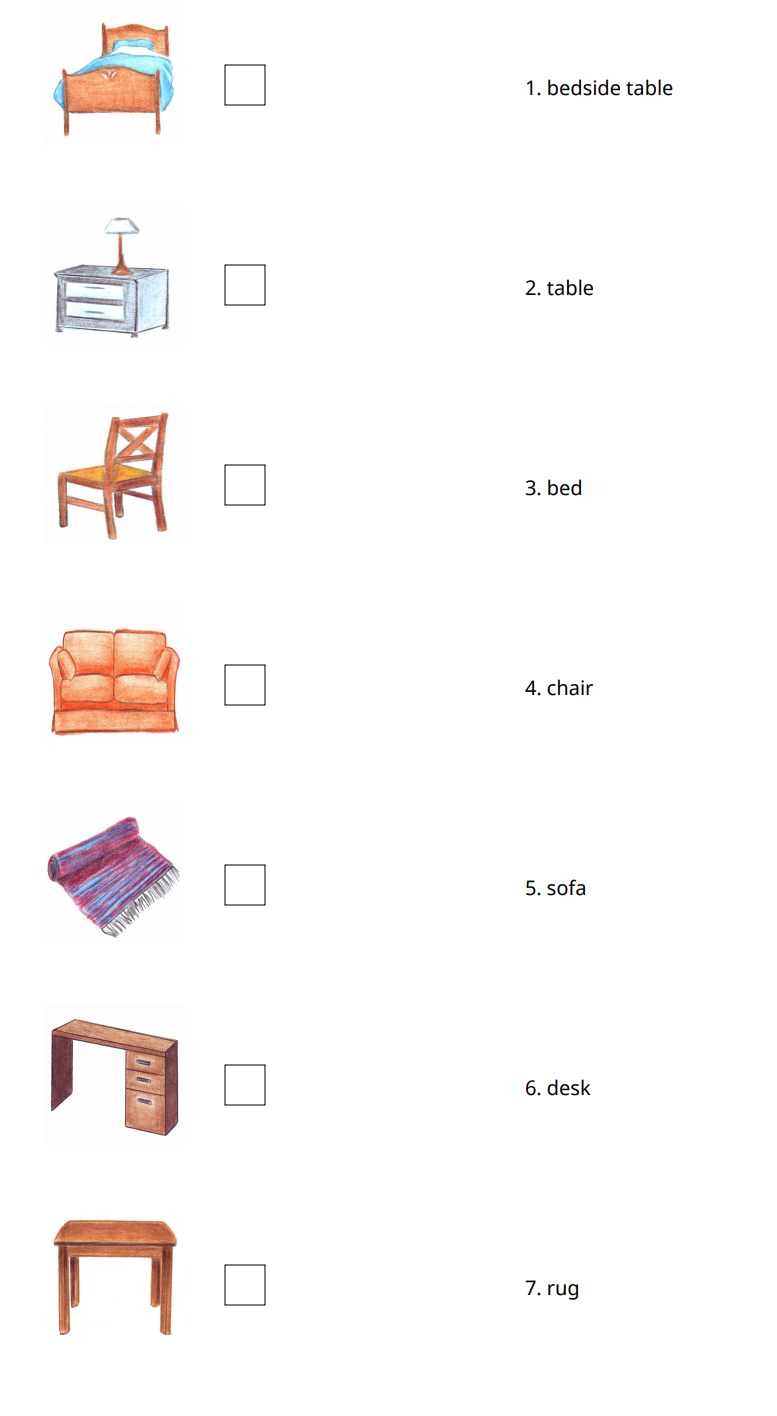 1. bedside table
2. table
3. bed
4. chair
5. sofa
6. desk
7. rug